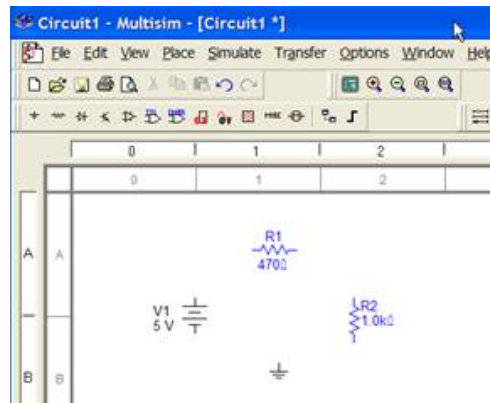 Circuit1 - Multisim - [Circuit1 *]
File Edit View Place Simulate Transfer Options Window Help
MISC
0 1 2
0 1 2
A A
R1
470Ω
V1
5 V
R2
1.0kΩ
B B